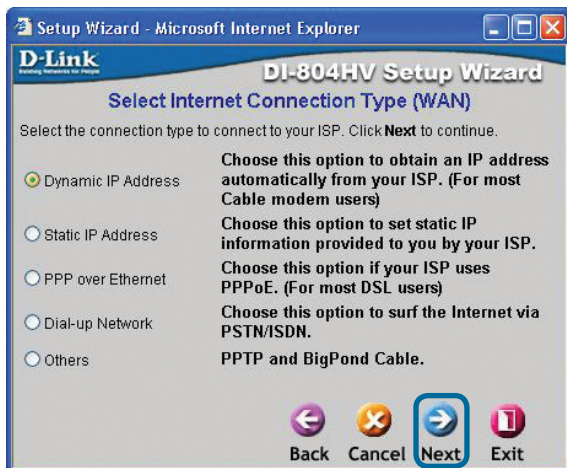 Setup Wizard - Microsoft Internet Explorer
D-Link
Building Networks for People
DI-804HV Setup Wizard
Select Internet Connection Type (WAN)
Select the connection type to connect to your ISP. Click Next to continue.
Dynamic IP Address
Choose this option to obtain an IP address
automatically from your ISP. (For most
Cable modem users)
Static IP Address
Choose this option to set static IP
information provided to you by your ISP.
PPP over Ethernet
Choose this option if your ISP uses
PPPoE. (For most DSL users)
Dial-up Network
Choose this option to surf the Internet via
PSTN/ISDN.
Others
PPTP and BigPond Cable.
Back Cancel Next Exit